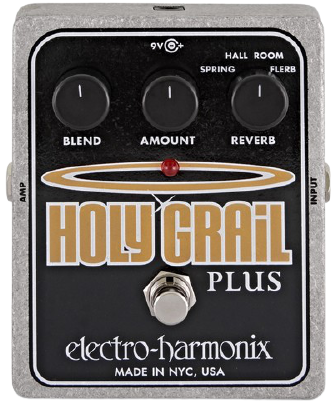 9V +
HALL ROOM
SPRING FLERB
BLEND AMOUNT REVERB
AMP
INPUT
HOLY GRAiL
PLUS
electro-harmonix
MADE IN NYC, USA